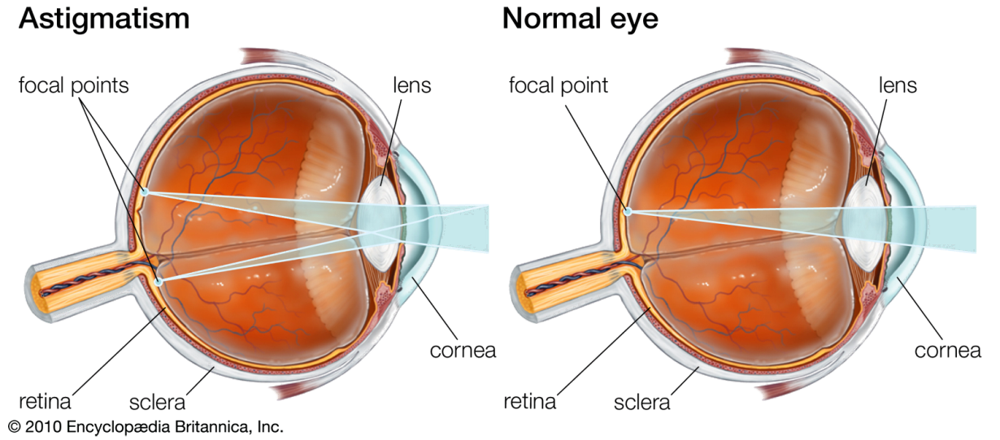 Astigmatism
focal points
lens
cornea
retina
sclera
Normal eye
focal point
lens
cornea
retina
sclera
© 2010 Encyclopædia Britannica, Inc.